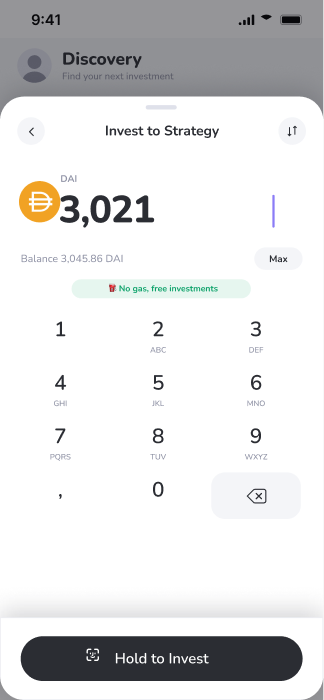 9:41
Discovery
Find your next investment
Invest to Strategy
DAI
3,021
Balance 3,045.86 DAI
Max
No gas, free investments
1 2 3
ABC DEF
4 5 6
GHI JKL MNO
7 8 9
PQRS TUV WXYZ
, 0
Hold to Invest